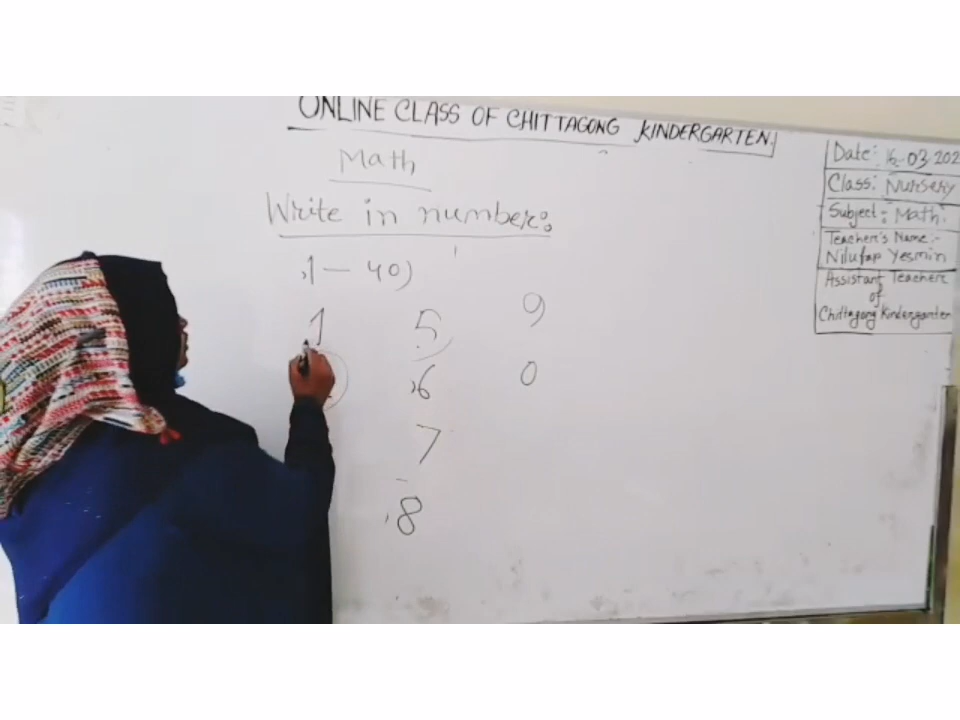 ONLINE CLASS OF CHITTAGONG KINDERGARTEN
Math
Write in number:
1 — 40)
1
5
6
7
8
9
0
Date: 16-03.202
Class: Nursery
Subject: Math.
Teacher's Name:-
Nilufar Yesmin
Assistant Teacher
of
Chittagong Kindergarten